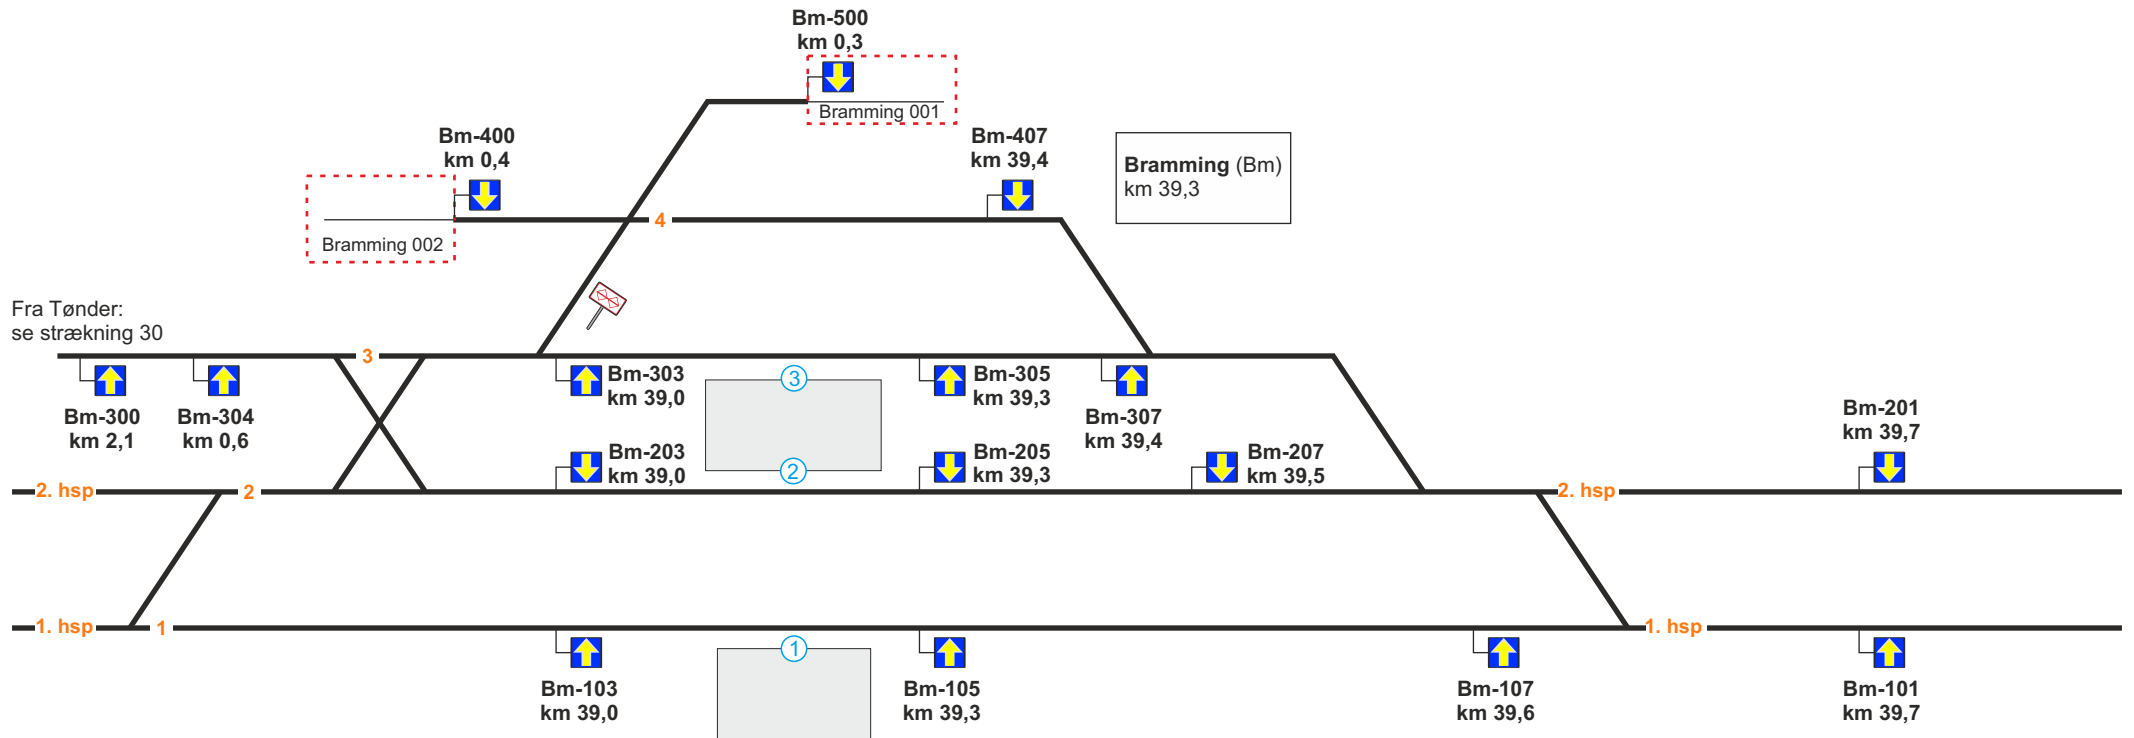 Bm-500
km 0,3
Bramming 001
Bm-400
km 0,4
Bm-407
km 39,4
Bramming (Bm)
km 39,3
4
Bramming 002
Fra Tønder:
se strækning 30
3
Bm-303
km 39,0
3
Bm-305
km 39,3
Bm-300
km 2,1
Bm-304
km 0,6
Bm-307
km 39,4
Bm-201
km 39,7
Bm-203
km 39,0
2
Bm-205
km 39,3
Bm-207
km 39,5
2. hsp
2
2. hsp
1. hsp
1
1. hsp
1
Bm-103
km 39,0
Bm-105
km 39,3
Bm-107
km 39,6
Bm-101
km 39,7